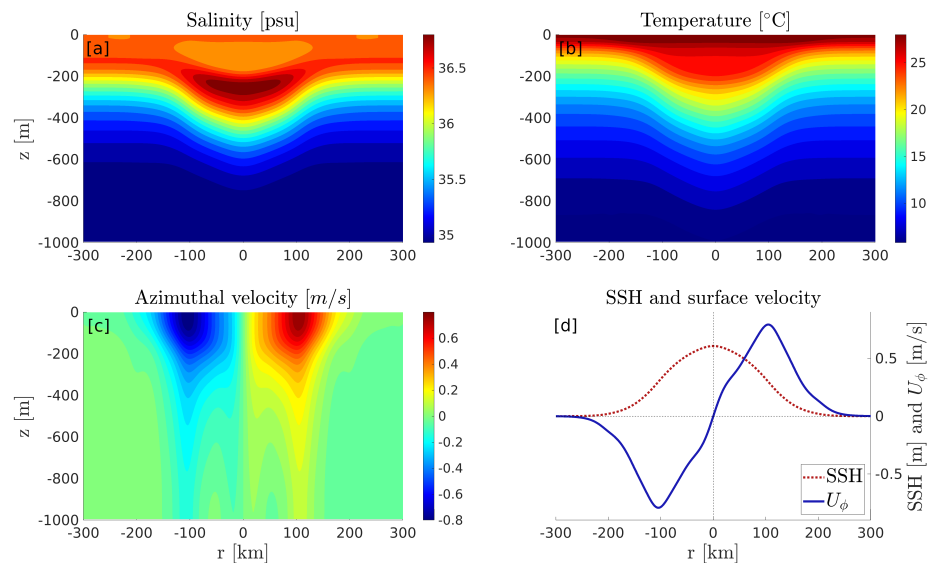 Salinity [psu]
[a]
0
-200
-400
-600
-800
-1000
z [m]
-300 -200 -100 0 100 200 300
36.5
36
35.5
35
Temperature [°C]
[b]
0
-200
-400
-600
-800
-1000
-300 -200 -100 0 100 200 300
25
20
15
10
Azimuthal velocity [m/s]
[c]
0
-200
-400
-600
-800
-1000
z [m]
-300 -200 -100 0 100 200 300
r [km]
0.6
0.4
0.2
0
-0.2
-0.4
-0.6
-0.8
SSH and surface velocity
[d]
0.5
0
-0.5
SSH [m] and Uϕ [m/s]
SSH
Uϕ
-300 -200 -100 0 100 200 300
r [km]